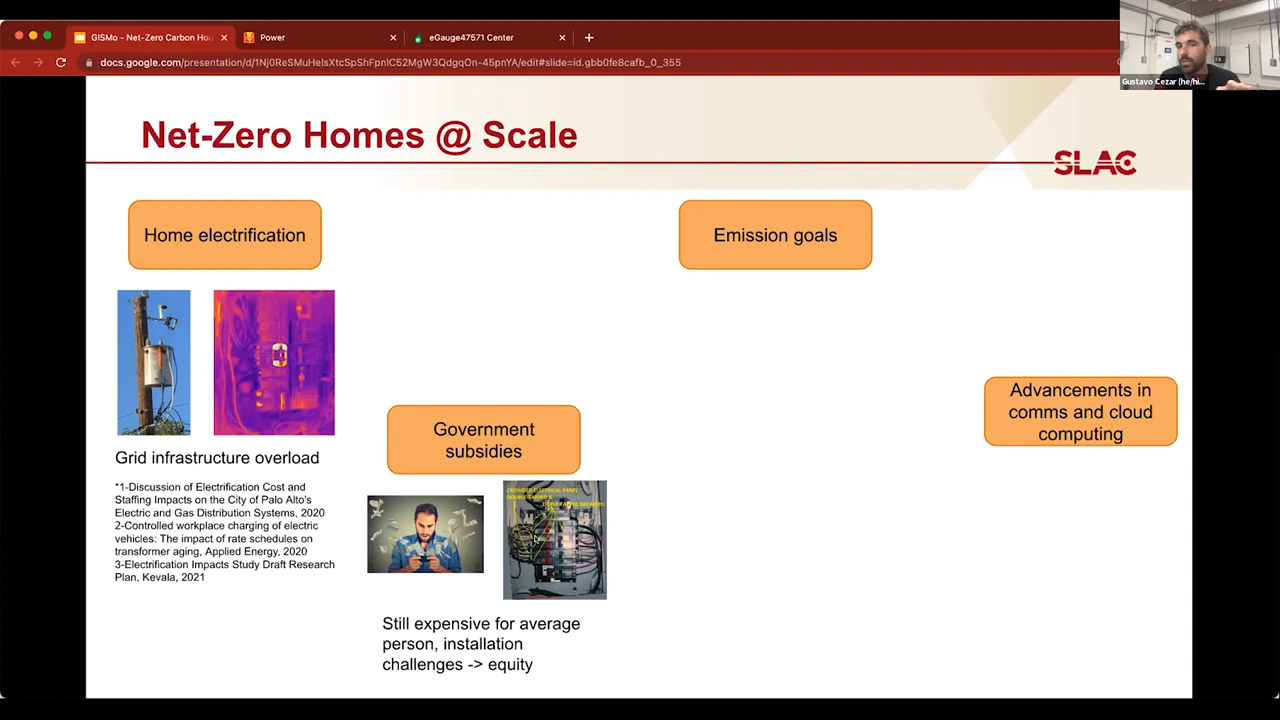 GISMo - Net-Zero Carbon Hou
Power
eGauge47571 Center
docs.google.com/presentation/d/1Nj0ReSMuHeIsXtcSpShFpnIC52MgW3QdgqOn-45pnYA/edit#slide=id.gbb0fe8cafb_0_355
Gustavo Cezar (he/hi...
Net-Zero Homes @ Scale
SLAC
Home electrification
Emission goals
Grid infrastructure overload
*1-Discussion of Electrification Cost and
Staffing Impacts on the City of Palo Alto's
Electric and Gas Distribution Systems, 2020
2-Controlled workplace charging of electric
vehicles: The impact of rate schedules on
transformer aging, Applied Energy, 2020
3-Electrification Impacts Study Draft Research
Plan, Kevala, 2021
Government
subsidies
CROWDED ELECTRICAL PANEL
Still expensive for average
person, installation
challenges -> equity
Advancements in
comms and cloud
computing